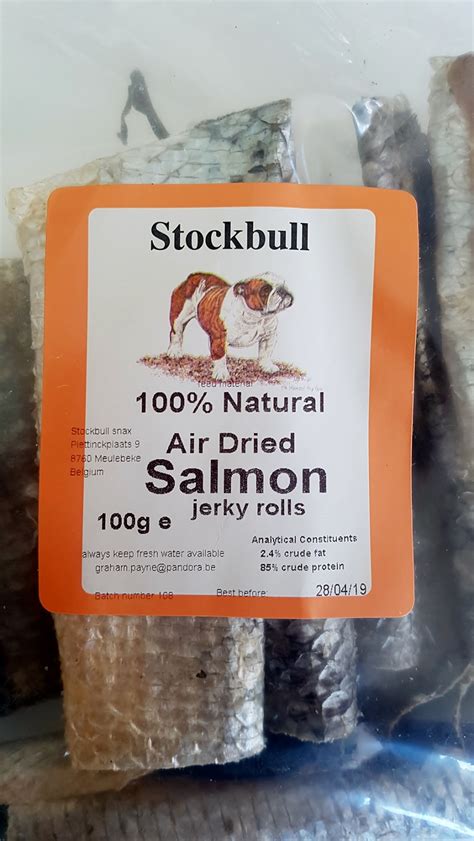 Stockbull
feed material
100% Natural
Stockbull snax
Plettinckplaats 9
8760 Meulebeke
Belgium
Air Dried
Salmon
jerky rolls
100g e
Analytical Constituents
2.4% crude fat
85% crude protein
always keep fresh water available
graham.payne@pandora.be
Batch number 108
Best before:
28/04/19